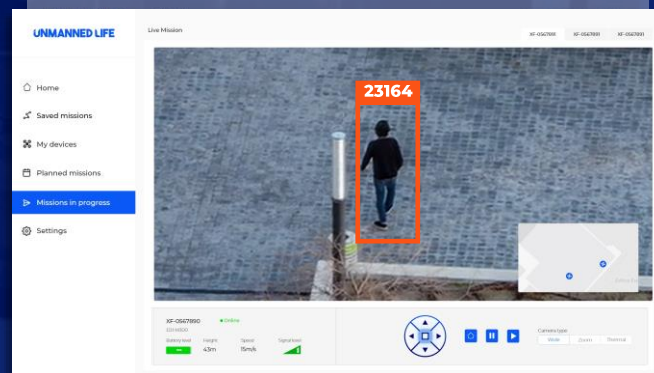 UNMANNED LIFE
Live Mission
XF-0567891 XF-0567891 XF-0567891
Home
Saved missions
My devices
Planned missions
Missions in progress
Settings
23164
XF-0567890 Online
Battery level Height Speed Signal level
43m 15m/s
Camera type
Wide Zoom Thermal